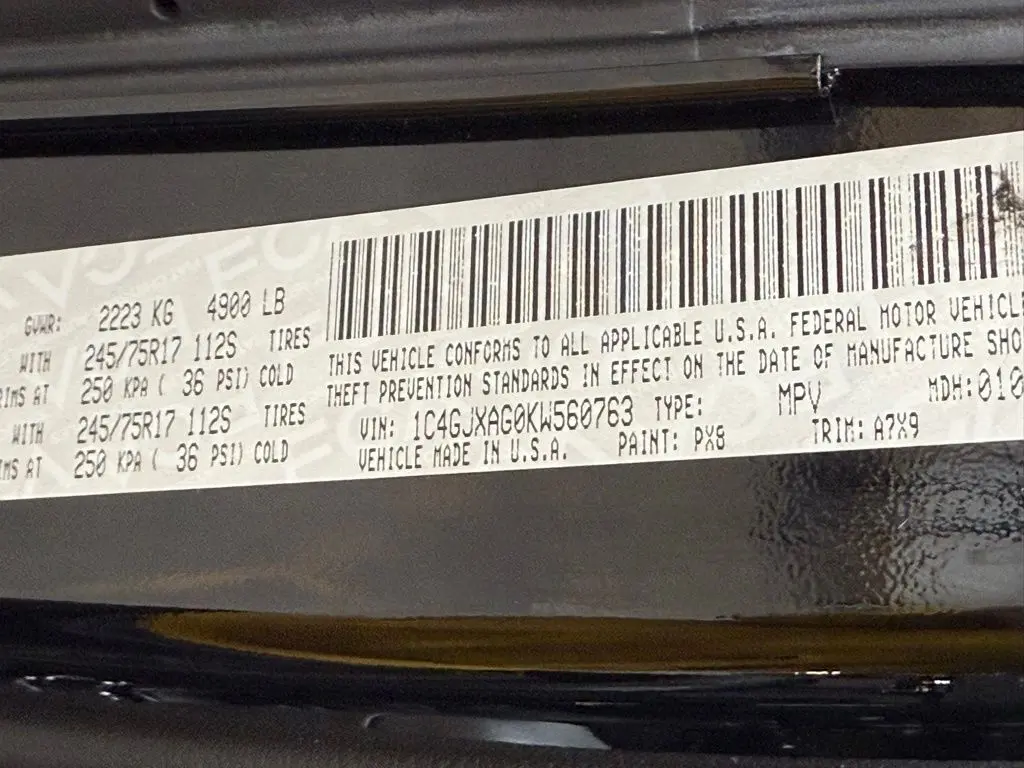 GVWR: 2223 KG 4900 LB
WITH 245/75R17 112S TIRES
RIMS AT 250 KPA ( 36 PSI) COLD
WITH 245/75R17 112S TIRES
IMS AT 250 KPA ( 36 PSI) COLD
THIS VEHICLE CONFORMS TO ALL APPLICABLE U.S.A. FEDERAL MOTOR VEHICLE
THEFT PREVENTION STANDARDS IN EFFECT ON THE DATE OF MANUFACTURE SHO
VIN: 1C4GJXAG0KW560763 TYPE: MPV MDH:010
VEHICLE MADE IN U.S.A. PAINT: PX8 TRIM: A7X9